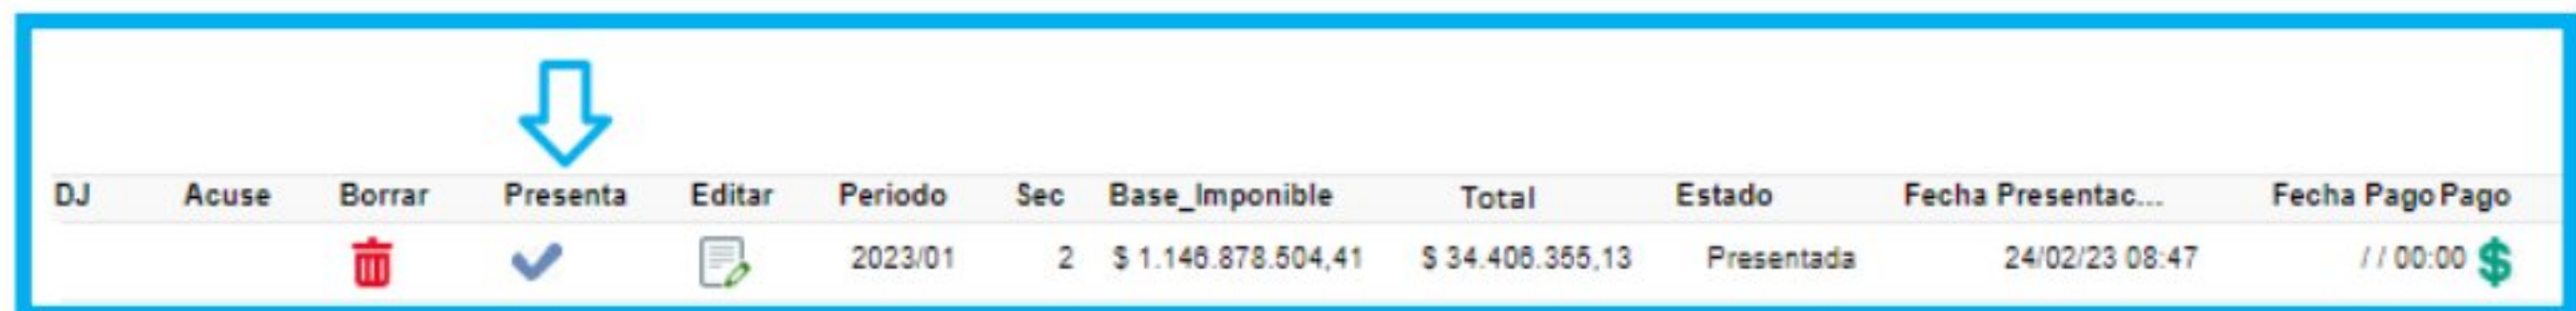 DJ Acuse Borrar Presenta Editar Periodo Sec Base_Imponible Total Estado Fecha Presentac... Fecha Pago Pago
2023/01 2 $ 1.146.878.504,41 $ 34.406.355,13 Presentada 24/02/23 08:47 / / 00:00 $